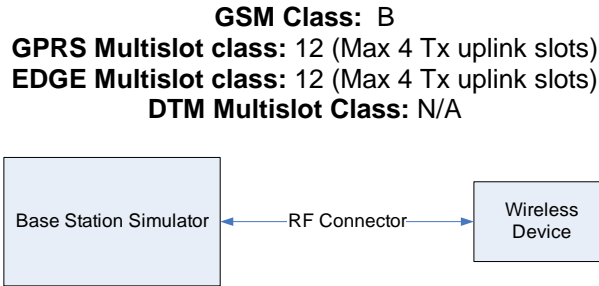 GSM Class: B
GPRS Multislot class: 12 (Max 4 Tx uplink slots)
EDGE Multislot class: 12 (Max 4 Tx uplink slots)
DTM Multislot Class: N/A
Base Station Simulator
RF Connector
Wireless
Device